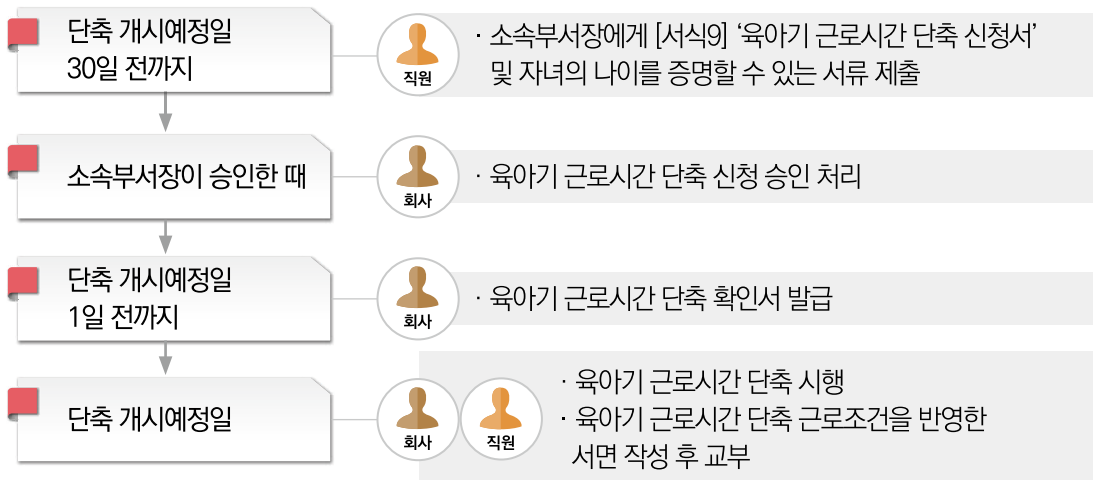 단축 개시예정일
30일 전까지
직원
· 소속부서장에게 [서식9] ‘육아기 근로시간 단축 신청서’
및 자녀의 나이를 증명할 수 있는 서류 제출
소속부서장이 승인한 때
회사
· 육아기 근로시간 단축 신청 승인 처리
단축 개시예정일
1일 전까지
회사
· 육아기 근로시간 단축 확인서 발급
단축 개시예정일
회사
직원
· 육아기 근로시간 단축 시행
· 육아기 근로시간 단축 근로조건을 반영한
서면 작성 후 교부